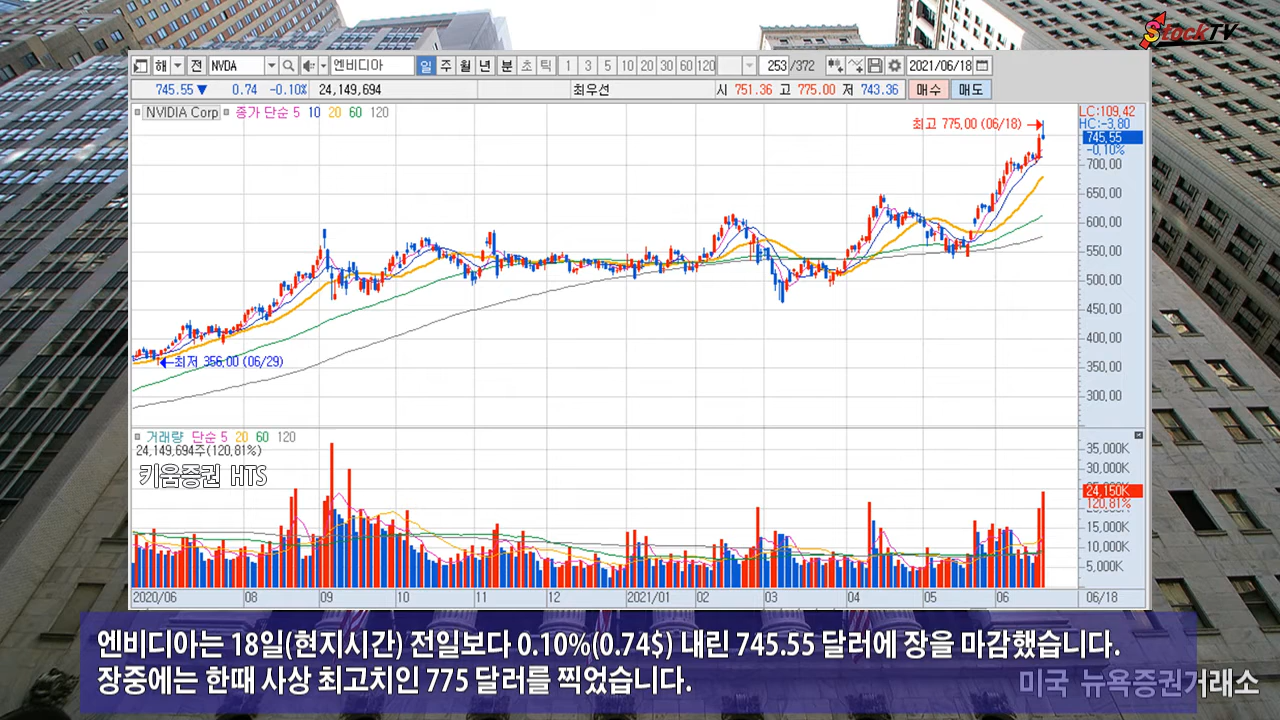 StockTV
해 전 NVDA 엔비디아 일 주 월 년 분 초 틱 1 3 5 10 20 30 60 120 253 /372 2021/06/18
745.55 ▼ 0.74 -0.10% 24,149,694 최우선 시 751.36 고 775.00 저 743.36 매수 매도
NVIDIA Corp 종가 단순 5 10 20 60 120
LC:109.42
최고 775.00 (06/18)
HC:-3.80
745.55
-0.10%
700.00
650.00
600.00
550.00
500.00
450.00
400.00
최저 356.00 (06/29)
350.00
300.00
거래량 단순 5 20 60 120
24,149,694주(120.81%)
키움증권 HTS
35,000K
30,000K
24,150K
120.81%
15,000K
10,000K
5,000K
2020/06 08 09 10 11 12 2021/01 02 03 04 05 06 06/18
엔비디아는 18일(현지시간) 전일보다 0.10%(0.74$) 내린 745.55 달러에 장을 마감했습니다.
장중에는 한때 사상 최고치인 775 달러를 찍었습니다.
미국 뉴욕증권거래소